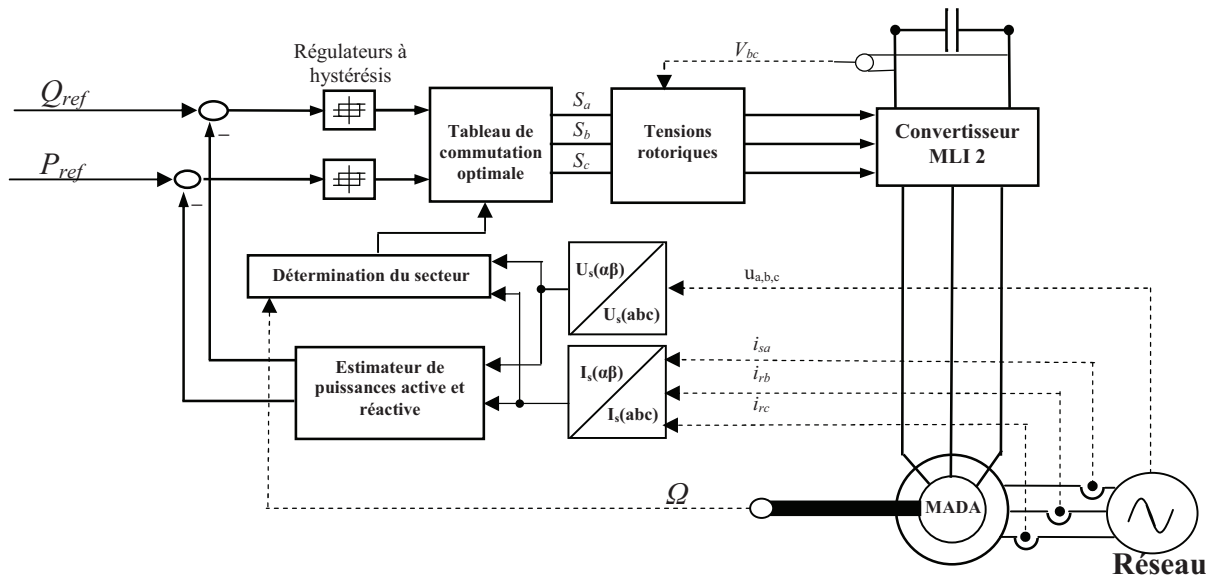 Régulateurs à
hystérésis
V_bc
Q_ref
P_ref
–
–
Tableau de
commutation
optimale
S_a
S_b
S_c
Tensions
rotoriques
Convertisseur
MLI 2
Détermination du secteur
U_s(αβ)
U_s(abc)
u_a,b,c
Estimateur de
puissances active et
réactive
I_s(αβ)
I_s(abc)
i_sa
i_rb
i_rc
Ω
MADA
Réseau